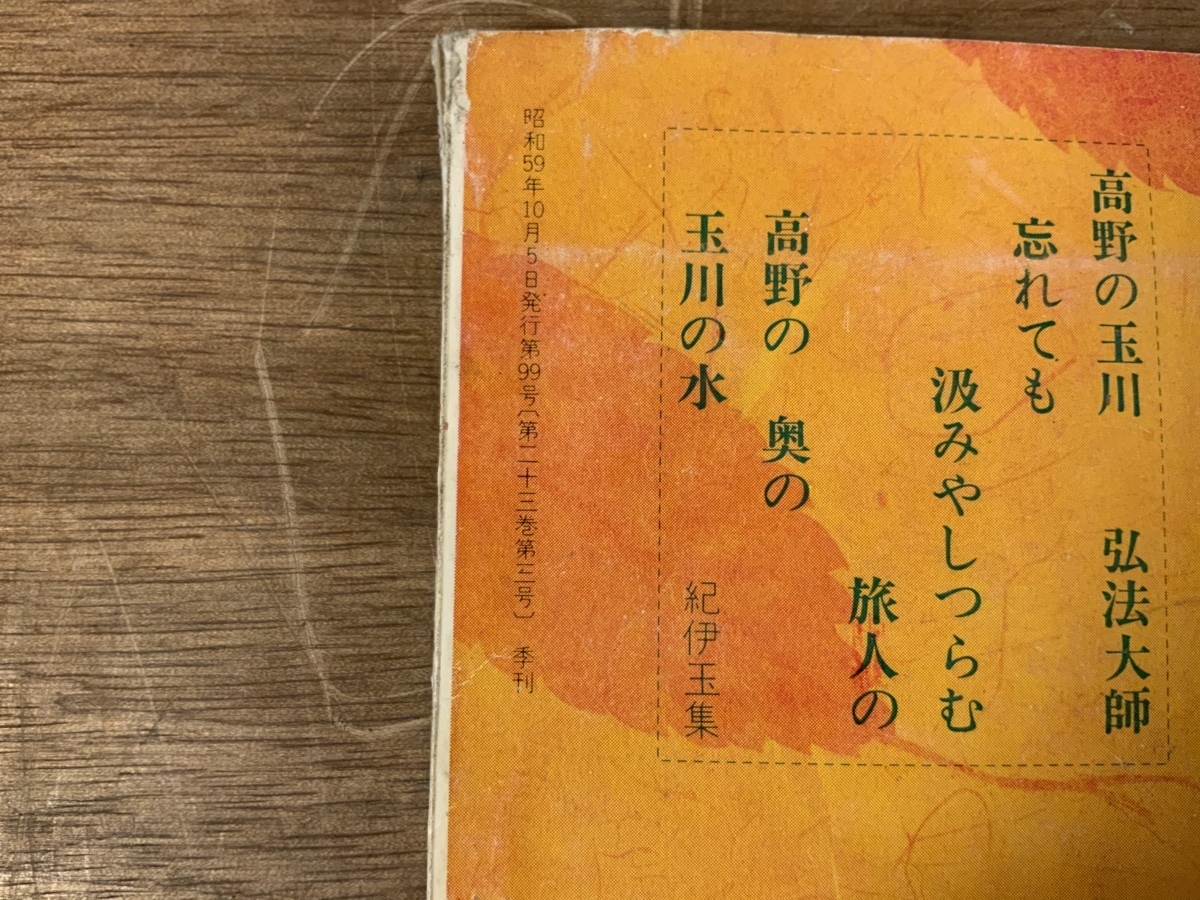 高野の玉川　弘法大師
忘れても
汲みやしつらむ
旅人の
高野の　奥の
玉川の水
紀伊玉集
昭和59年10月5日発行第99号〔第二十三巻第三号〕　季刊